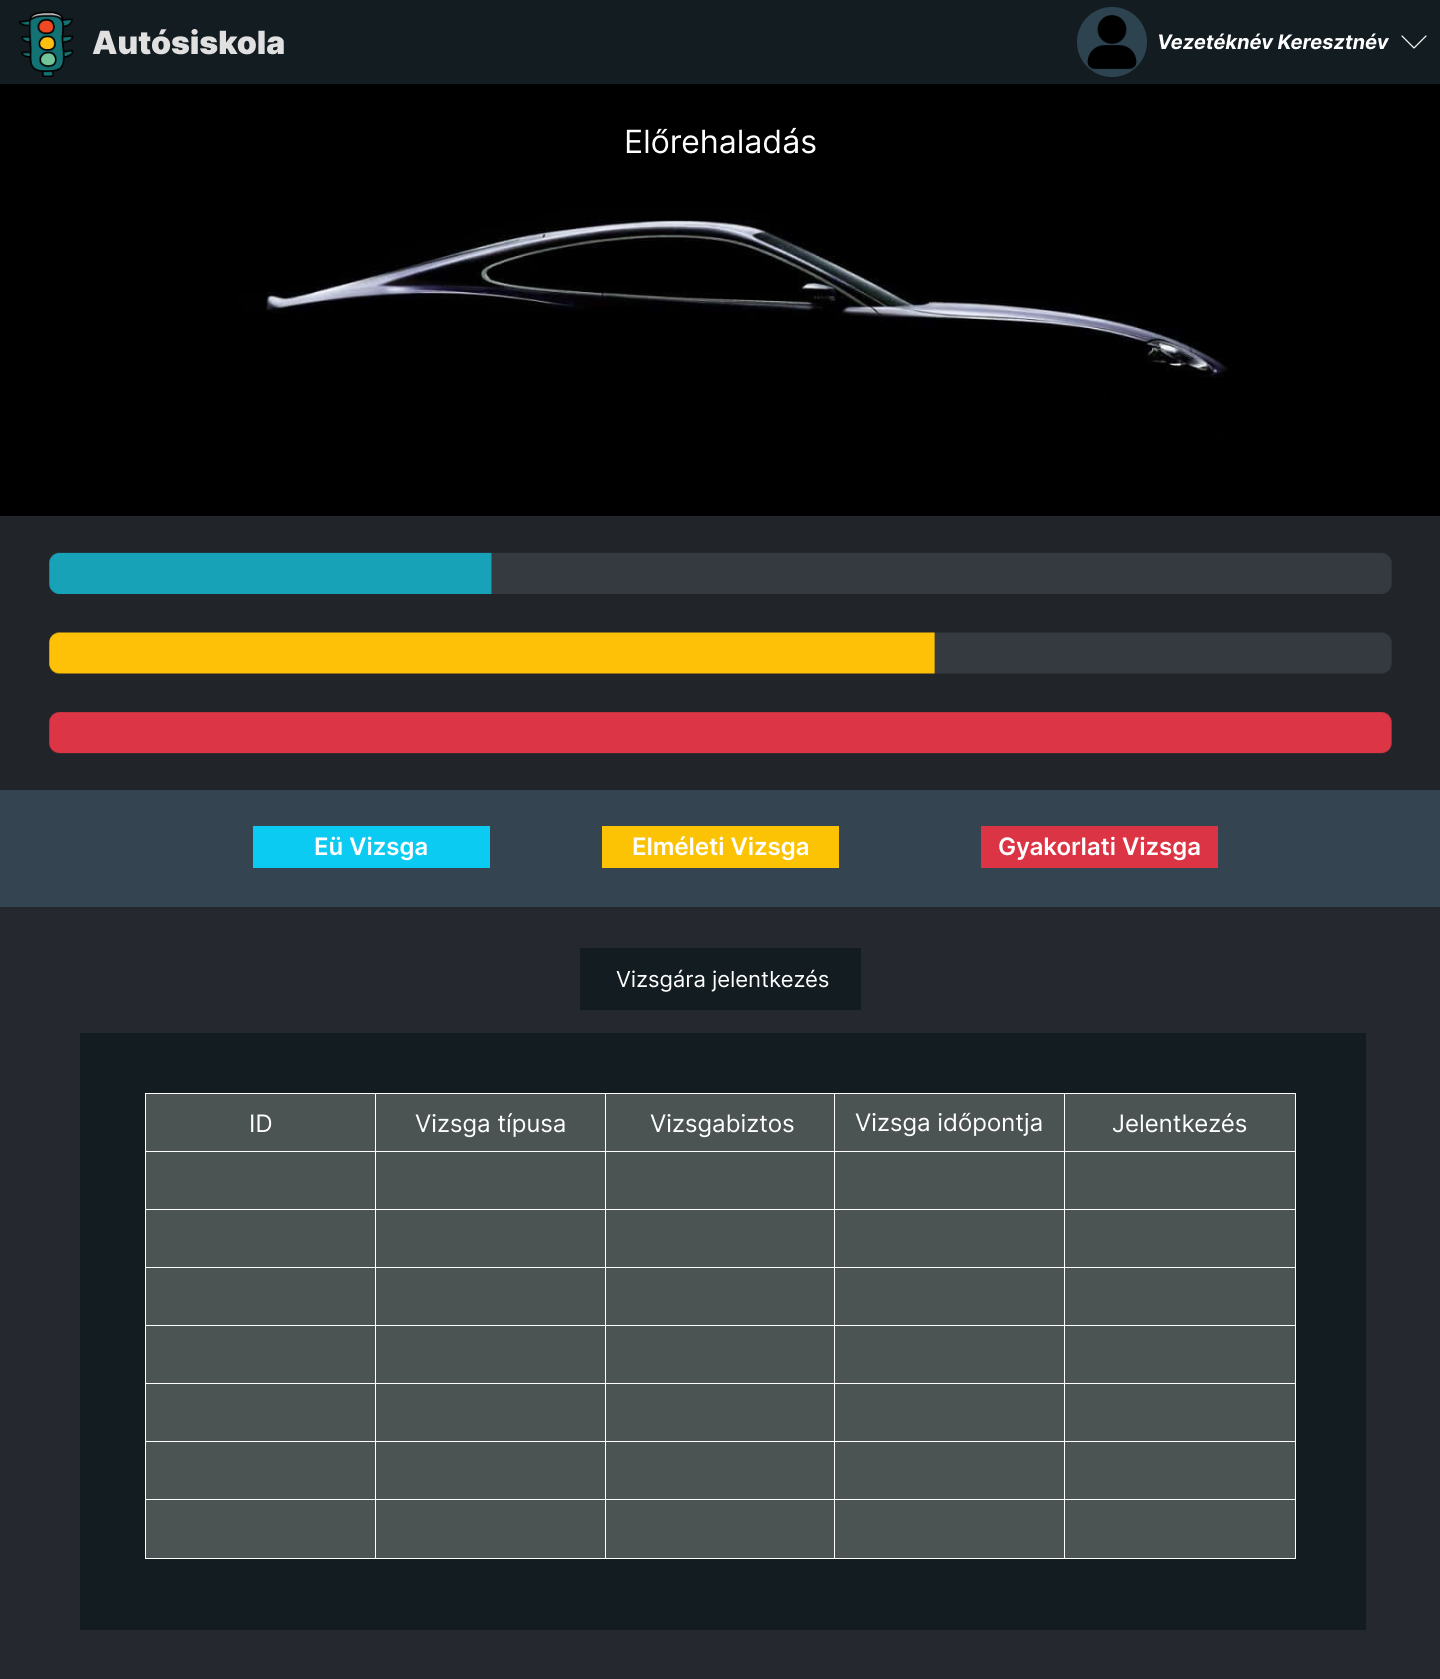 Autósiskola
Vezetéknév Keresztnév
Előrehaladás
Eü Vizsga
Elméleti Vizsga
Gyakorlati Vizsga
Vizsgára jelentkezés
ID
Vizsga típusa
Vizsgabiztos
Vizsga időpontja
Jelentkezés